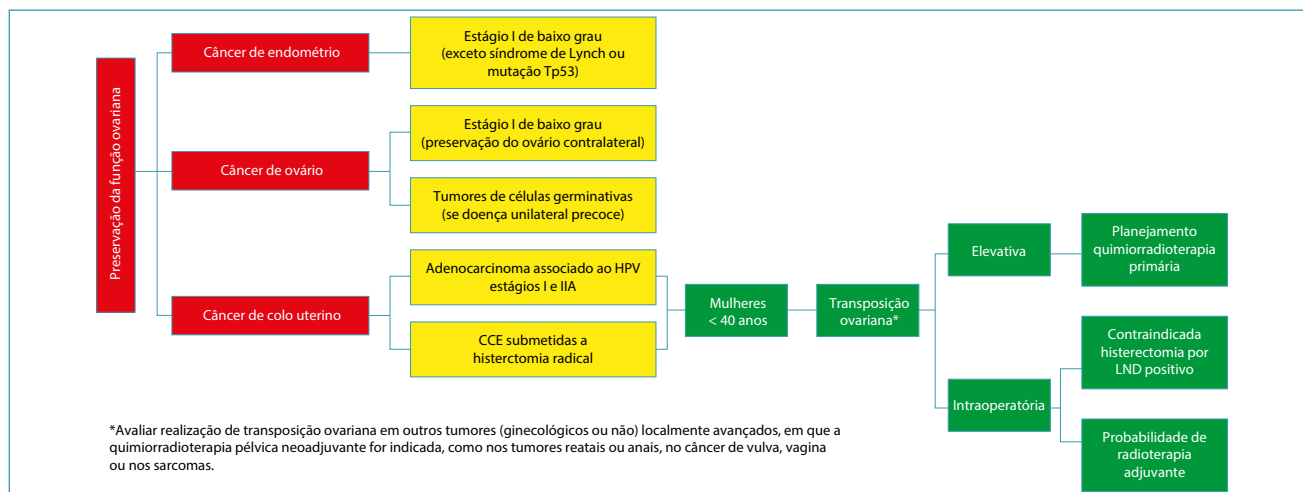 Preservação da função ovariana
Câncer de endométrio
Estágio I de baixo grau
(exceto síndrome de Lynch ou
mutação Tp53)
Câncer de ovário
Estágio I de baixo grau
(preservação do ovário contralateral)
Tumores de células germinativas
(se doença unilateral precoce)
Câncer de colo uterino
Adenocarcinoma associado ao HPV
estágios I e IIA
CCE submetidas a
histerctomia radical
Mulheres
< 40 anos
Transposição
ovariana*
Elevativa
Planejamento
quimiorradioterapia
primária
Intraoperatória
Contraindicada
histerectomia por
LND positivo
Probabilidade de
radioterapia
adjuvante
*Avaliar realização de transposição ovariana em outros tumores (ginecológicos ou não) localmente avançados, em que a
quimiorradioterapia pélvica neoadjuvante for indicada, como nos tumores reatais ou anais, no câncer de vulva, vagina
ou nos sarcomas.